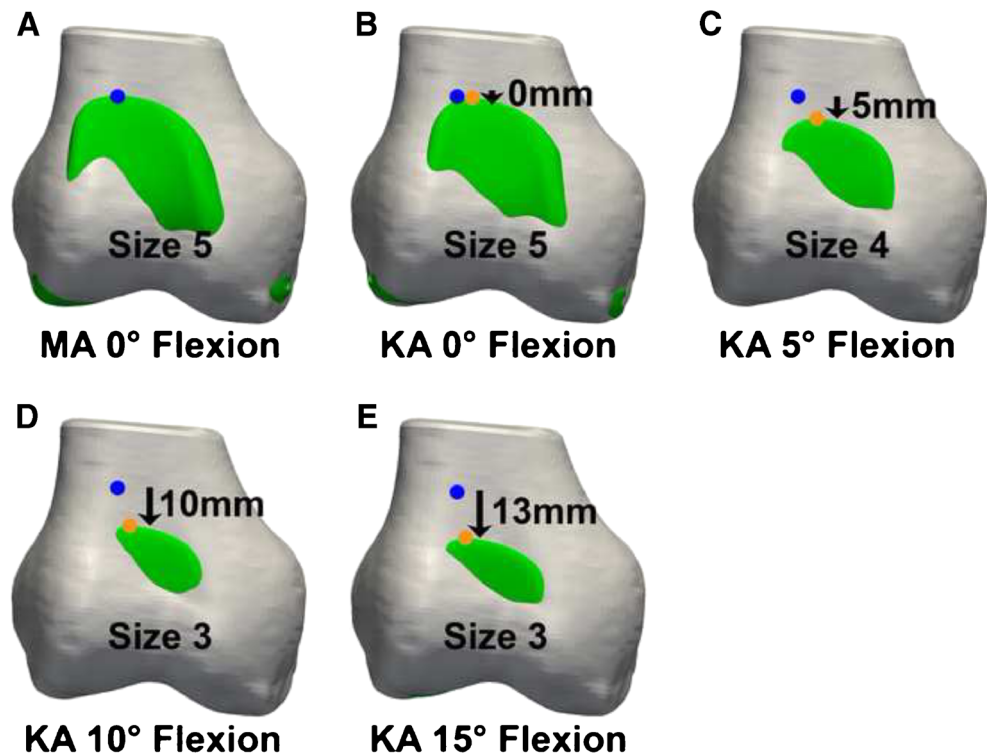 A
B
C
0mm
5mm
Size 5
Size 5
Size 4
MA 0° Flexion
KA 0° Flexion
KA 5° Flexion
D
E
10mm
13mm
Size 3
Size 3
KA 10° Flexion
KA 15° Flexion